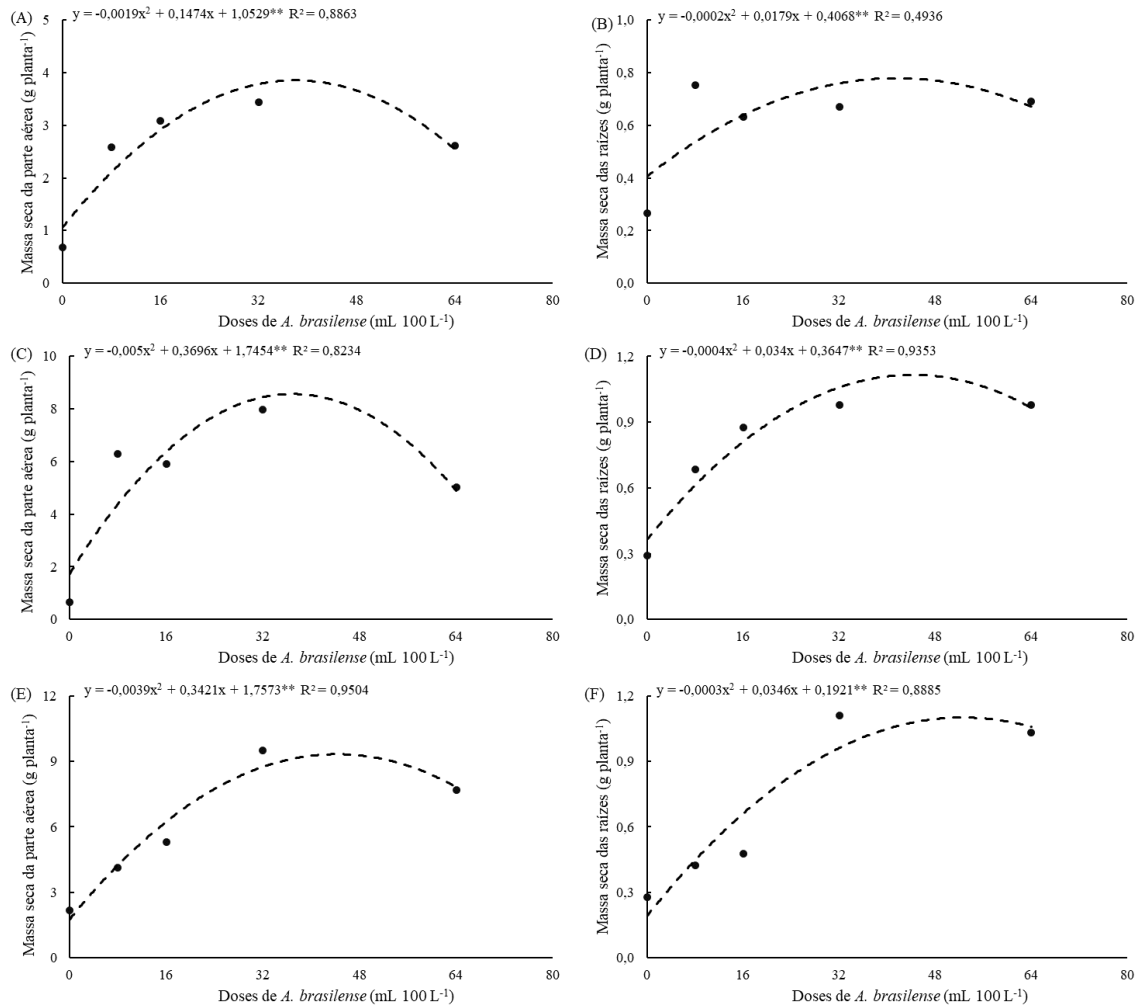 (A)
y = -0,0019x² + 0,1474x + 1,0529** R² = 0,8863
Massa seca da parte aérea (g planta⁻¹)
5
4
3
2
1
0
0 16 32 48 64 80
Doses de A. brasilense (mL 100 L⁻¹)
(B)
y = -0,0002x² + 0,0179x + 0,4068** R² = 0,4936
Massa seca das raízes (g planta⁻¹)
1,0
0,8
0,6
0,4
0,2
0,0
0 16 32 48 64 80
Doses de A. brasilense (mL 100 L⁻¹)
(C)
y = -0,005x² + 0,3696x + 1,7454** R² = 0,8234
Massa seca da parte aérea (g planta⁻¹)
10
8
6
4
2
0
0 16 32 48 64 80
Doses de A. brasilense (mL 100 L⁻¹)
(D)
y = -0,0004x² + 0,034x + 0,3647** R² = 0,9353
Massa seca das raízes (g planta⁻¹)
1,2
0,9
0,6
0,3
0,0
0 16 32 48 64 80
Doses de A. brasilense (mL 100 L⁻¹)
(E)
y = -0,0039x² + 0,3421x + 1,7573** R² = 0,9504
Massa seca da parte aérea (g planta⁻¹)
12
9
6
3
0
0 16 32 48 64 80
Doses de A. brasilense (mL 100 L⁻¹)
(F)
y = -0,0003x² + 0,0346x + 0,1921** R² = 0,8885
Massa seca das raízes (g planta⁻¹)
1,2
0,9
0,6
0,3
0,0
0 16 32 48 64 80
Doses de A. brasilense (mL 100 L⁻¹)